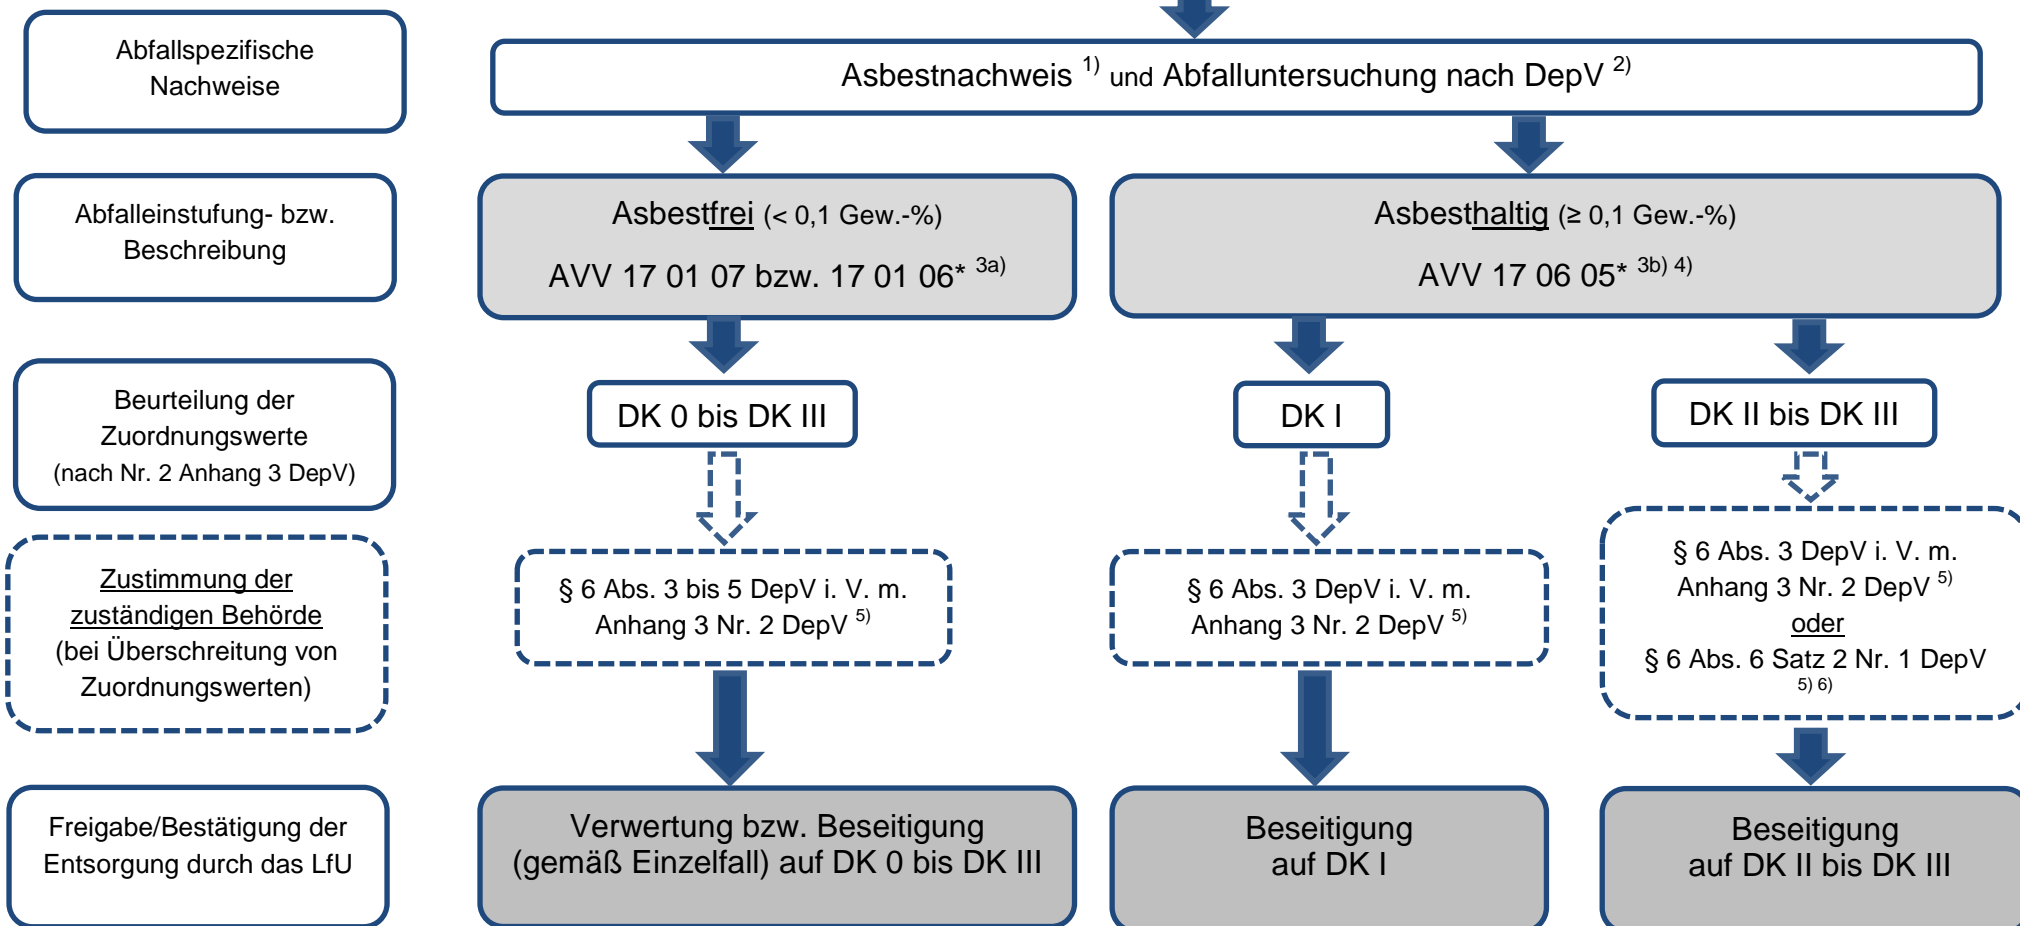 Abfallspezifische
Nachweise
Asbestnachweis 1) und Abfalluntersuchung nach DepV 2)
Abfalleinstufung- bzw.
Beschreibung
Asbestfrei (< 0,1 Gew.-%)
AVV 17 01 07 bzw. 17 01 06* 3a)
Asbesthaltig (≥ 0,1 Gew.-%)
AVV 17 06 05* 3b) 4)
Beurteilung der
Zuordnungswerte
(nach Nr. 2 Anhang 3 DepV)
DK 0 bis DK III
DK I
DK II bis DK III
Zustimmung der
zuständigen Behörde
(bei Überschreitung von
Zuordnungswerten)
§ 6 Abs. 3 bis 5 DepV i. V. m.
Anhang 3 Nr. 2 DepV 5)
§ 6 Abs. 3 DepV i. V. m.
Anhang 3 Nr. 2 DepV 5)
§ 6 Abs. 3 DepV i. V. m.
Anhang 3 Nr. 2 DepV 5)
oder
§ 6 Abs. 6 Satz 2 Nr. 1 DepV
5) 6)
Freigabe/Bestätigung der
Entsorgung durch das LfU
Verwertung bzw. Beseitigung
(gemäß Einzelfall) auf DK 0 bis DK III
Beseitigung
auf DK I
Beseitigung
auf DK II bis DK III